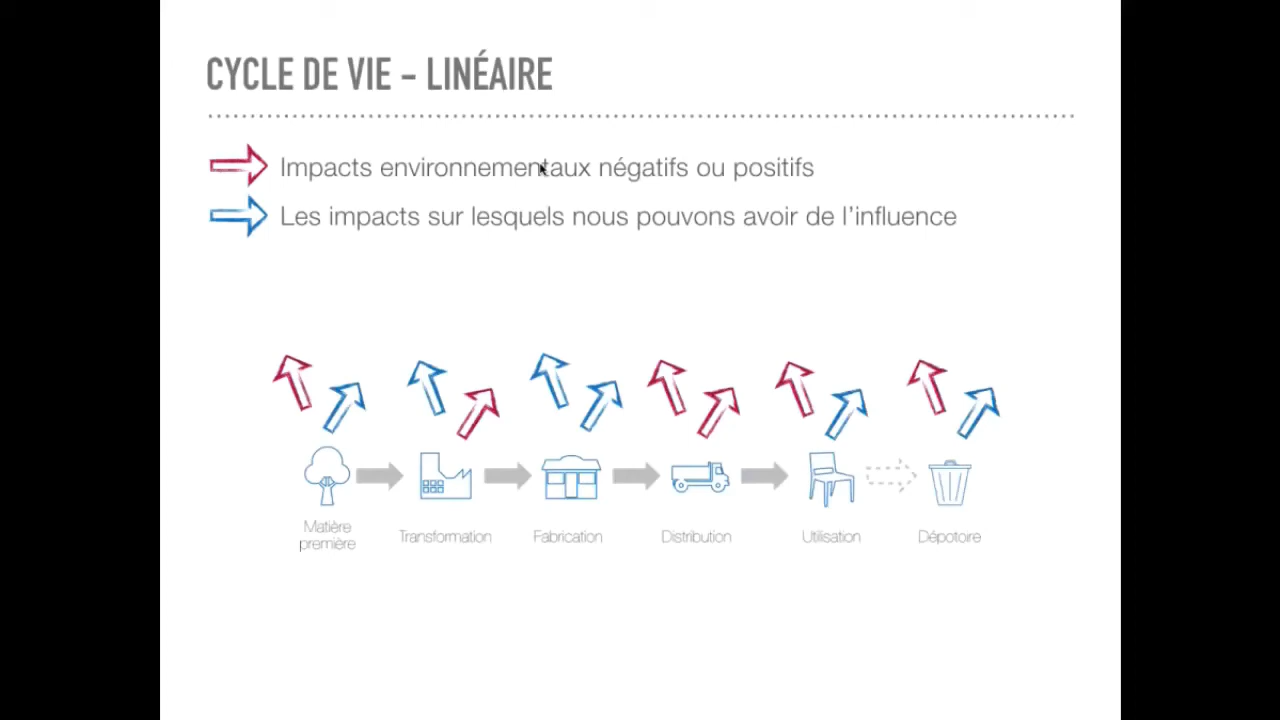 CYCLE DE VIE - LINÉAIRE
Impacts environnementaux négatifs ou positifs
Les impacts sur lesquels nous pouvons avoir de l'influence
Matière
première
Transformation
Fabrication
Distribution
Utilisation
Dépotoire